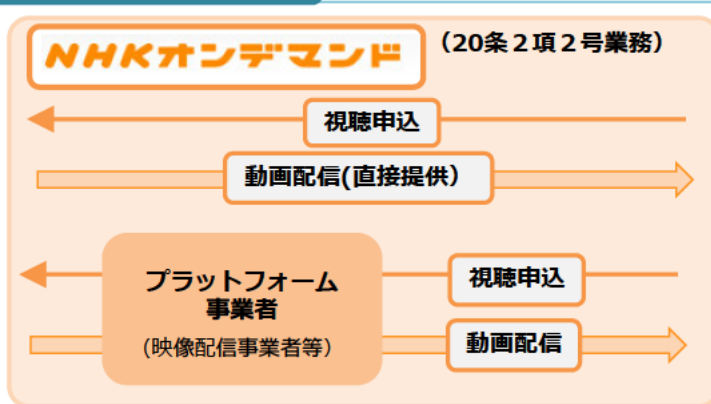 NHKオンデマンド
（20条２項２号業務）
視聴申込
動画配信(直接提供）
プラットフォーム
事業者
(映像配信事業者等）
視聴申込
動画配信